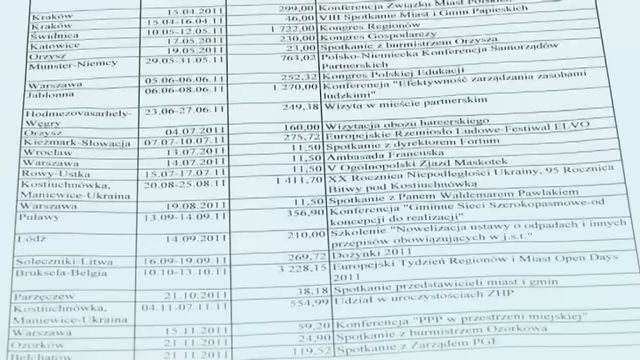 Kraków 15.04.2011 299,00 Konferencja Związku Miast
Kraków 15.04-16.04.11 46,00 VIII Spotkanie Miast i Gmin Papieskich
Świdnica 10.05-12.05.11 1 722,00 Kongres Regionów
Katowice 17.05.2011 230,00 Kongres Gospodarczy
Orzysz 19.05.2011 23,00 Spotkanie z burmistrzem Orzysza
Munster-Niemcy 29.05-31.05.11 763,02 Polsko-Niemiecka Konferencja Samorządów
Partnerskich
Warszawa 05.06-06.06.11 252,32 Kongres Polskiej Edukacji
Jabłonna 06.06-08.06.11 1 270,00 Konferencja "Efektywność zarządzania zasobami
ludzkimi"
Hodmezovasarhely-
Węgry 23.06-27.06.11 249,38 Wizyta w mieście partnerskim
Orzysz 04.07.2011 160,00 Wizytacja obozu harcerskiego
Kiezmark-Słowacja 07.07-10.07.11 275,72 Europejskie Rzemiosło Ludowe-Festiwal ELVO
Wrocław 13.07.2011 11,50 Spotkanie z dyrektorem Fortum
Warszawa 14.07.2011 11,50 Ambasada Francuska
Rowy-Ustka 15.07-17.07.11 11,50 V Ogólnopolski Zjazd Maskotek
Kostiuchnówka,
Maniewice-Ukraina 20.08-25.08.11 1 411,70 XX Rocznica Niepodległości Ukrainy, 95 Rocznica
Bitwy pod Kostiuchnówką
Warszawa 19.08.2011 11,50 Spotkanie z Panem Waldemarem Pawlakiem
Puławy 13.09-14.09.11 356,90 Konferencja "Gminne Sieci Szerokopasmowe-od
koncepcji do realizacji"
Łódź 14.09.2011 210,00 Szkolenie "Nowelizacja ustawy o odpadach i innych
przepisów obowiązujących w j.s.t."
Soleczniki-Litwa 16.09-19.09.11 269,72 Dożynki 2011
Bruksela-Belgia 10.10-13.10.11 3 228,15 Europejski Tydzień Regionów i Miast Open Days
2011
Parzęczew 21.10.2011 38,18 Spotkanie przedstawicieli miast i gmin
Kostiuchnówka,
Maniewice-Ukraina 04.11-07.11.11 554,99 Udział w uroczystościach ZHP
Warszawa 15.11.2011 59,20 Konferencja "PPP w przestrzeni miejskiej"
Ozorków 21.11.2011 24,90 Spotkanie z burmistrzem Ozorkowa
Bełchatów 21.11.2011 119,52 Spotkanie z Zarządem PGE